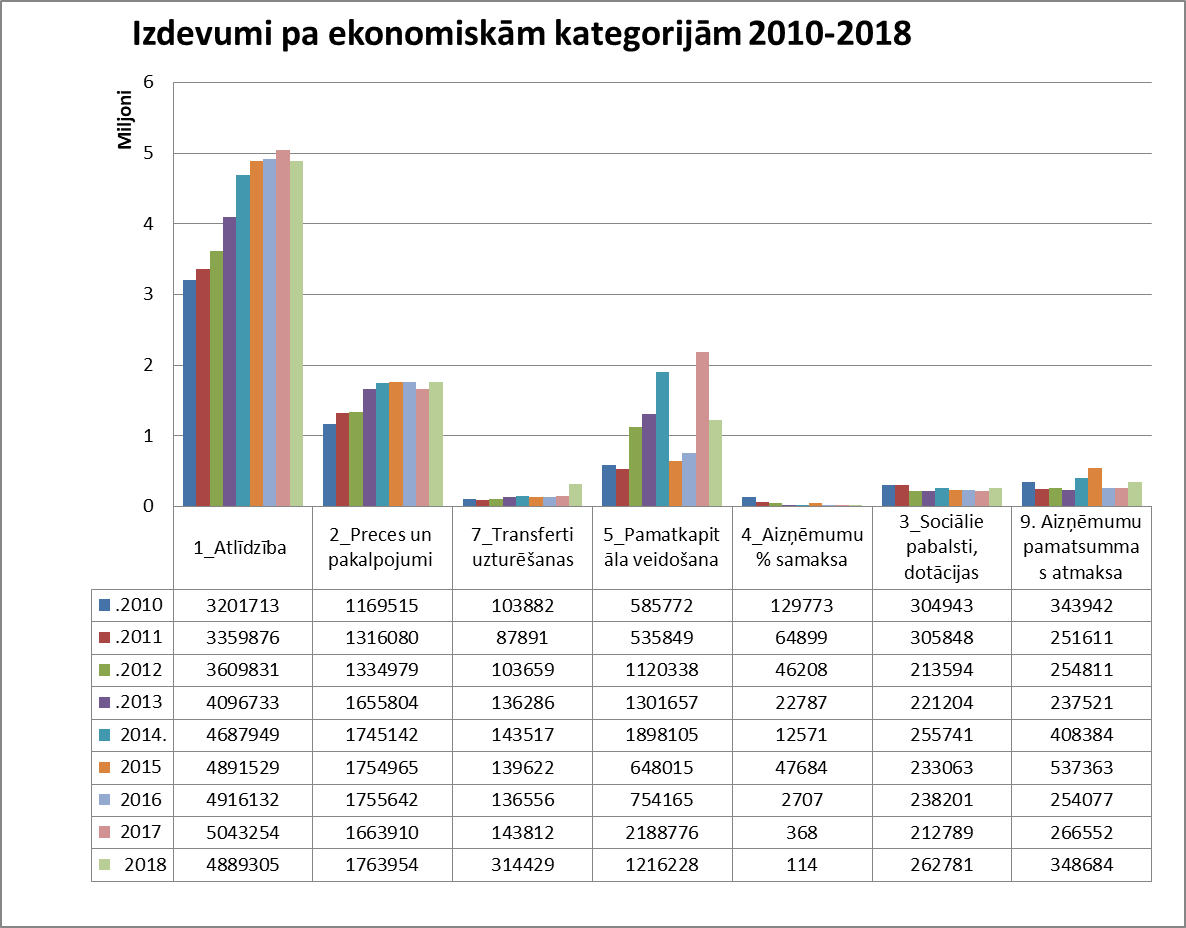 Izdevumi pa ekonomiskām kategorijām 2010-2018
Miljoni
6
5
4
3
2
1
0
1_Atlīdzība
2_Preces un
pakalpojumi
7_Transferti
uzturēšanas
5_Pamatkapit
āla veidošana
4_Aizņēmumu
% samaksa
3_Sociālie
pabalsti,
dotācijas
9. Aizņēmumu
pamatsumma
s atmaksa
.2010 3201713 1169515 103882 585772 129773 304943 343942
.2011 3359876 1316080 87891 535849 64899 305848 251611
.2012 3609831 1334979 103659 1120338 46208 213594 254811
.2013 4096733 1655804 136286 1301657 22787 221204 237521
2014. 4687949 1745142 143517 1898105 12571 255741 408384
2015 4891529 1754965 139622 648015 47684 233063 537363
2016 4916132 1755642 136556 754165 2707 238201 254077
2017 5043254 1663910 143812 2188776 368 212789 266552
2018 4889305 1763954 314429 1216228 114 262781 348684